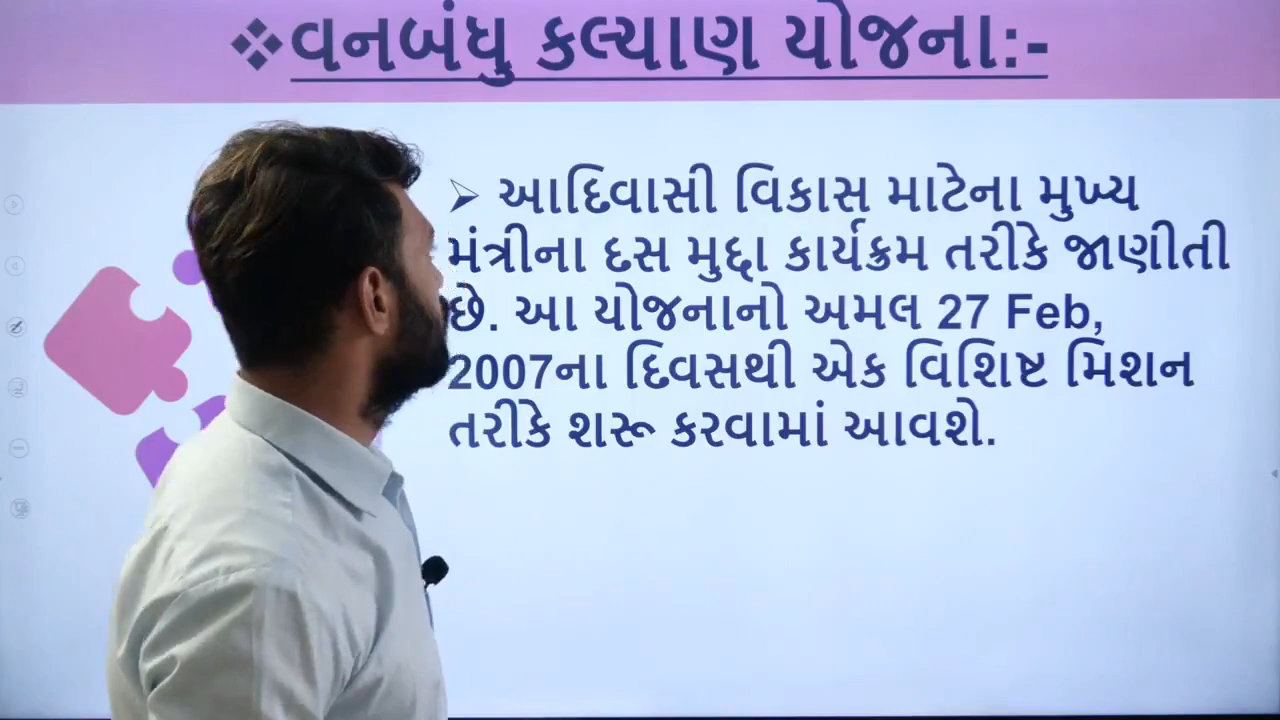 ❖વનબંધુ કલ્યાણ યોજના:-
➢ આદિવાસી વિકાસ માટેના મુખ્ય
મંત્રીના દસ મુદ્દા કાર્યક્રમ તરીકે જાણીતી
છે. આ યોજનાનો અમલ 27 Feb,
2007ના દિવસથી એક વિશિષ્ટ મિશન
તરીકે શરૂ કરવામાં આવશે.